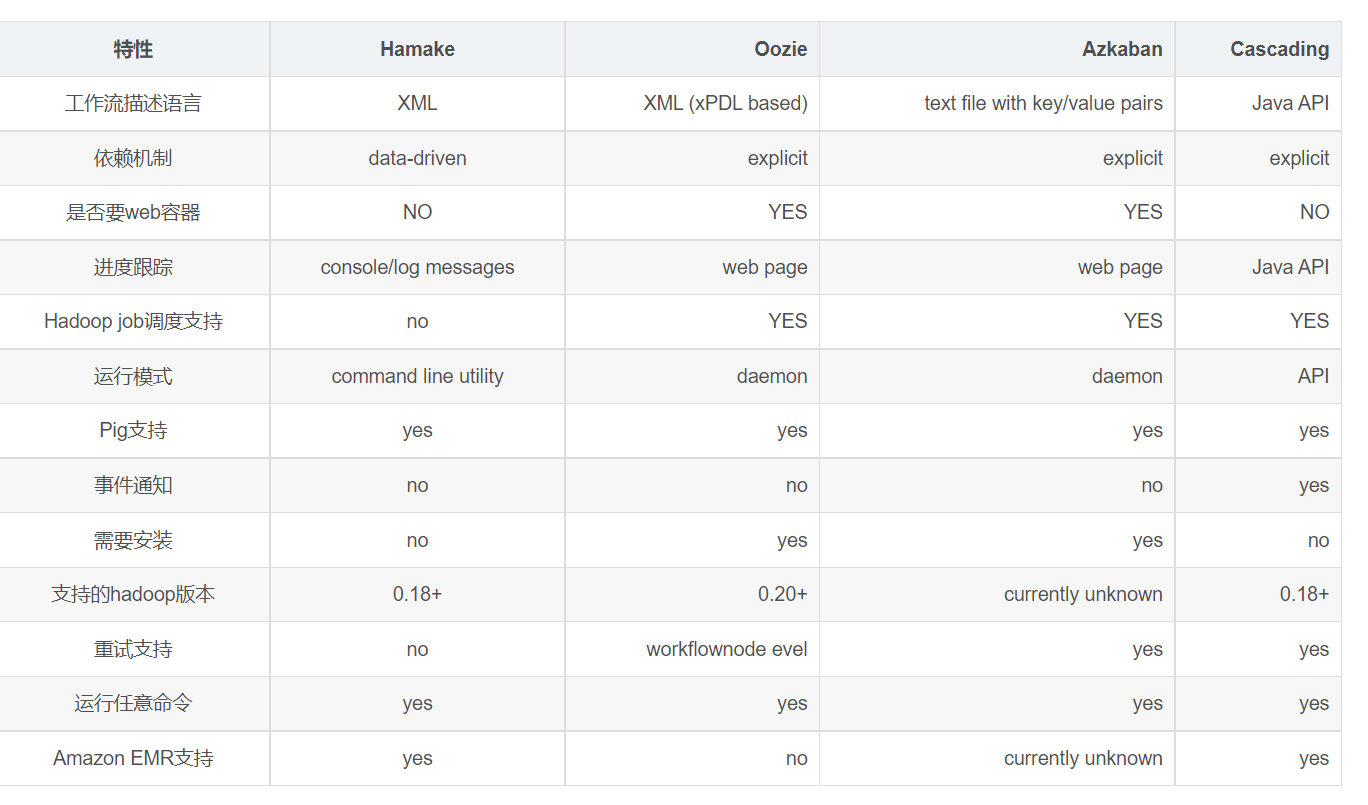 特性 Hamake Oozie Azkaban Cascading
工作流描述语言 XML XML (xPDL based) text file with key/value pairs Java API
依赖机制 data-driven explicit explicit explicit
是否要web容器 NO YES YES NO
进度跟踪 console/log messages web page web page Java API
Hadoop job调度支持 no YES YES YES
运行模式 command line utility daemon daemon API
Pig支持 yes yes yes yes
事件通知 no no no yes
需要安装 no yes yes no
支持的hadoop版本 0.18+ 0.20+ currently unknown 0.18+
重试支持 no workflownode evel yes yes
运行任意命令 yes yes yes yes
Amazon EMR支持 yes no currently unknown yes